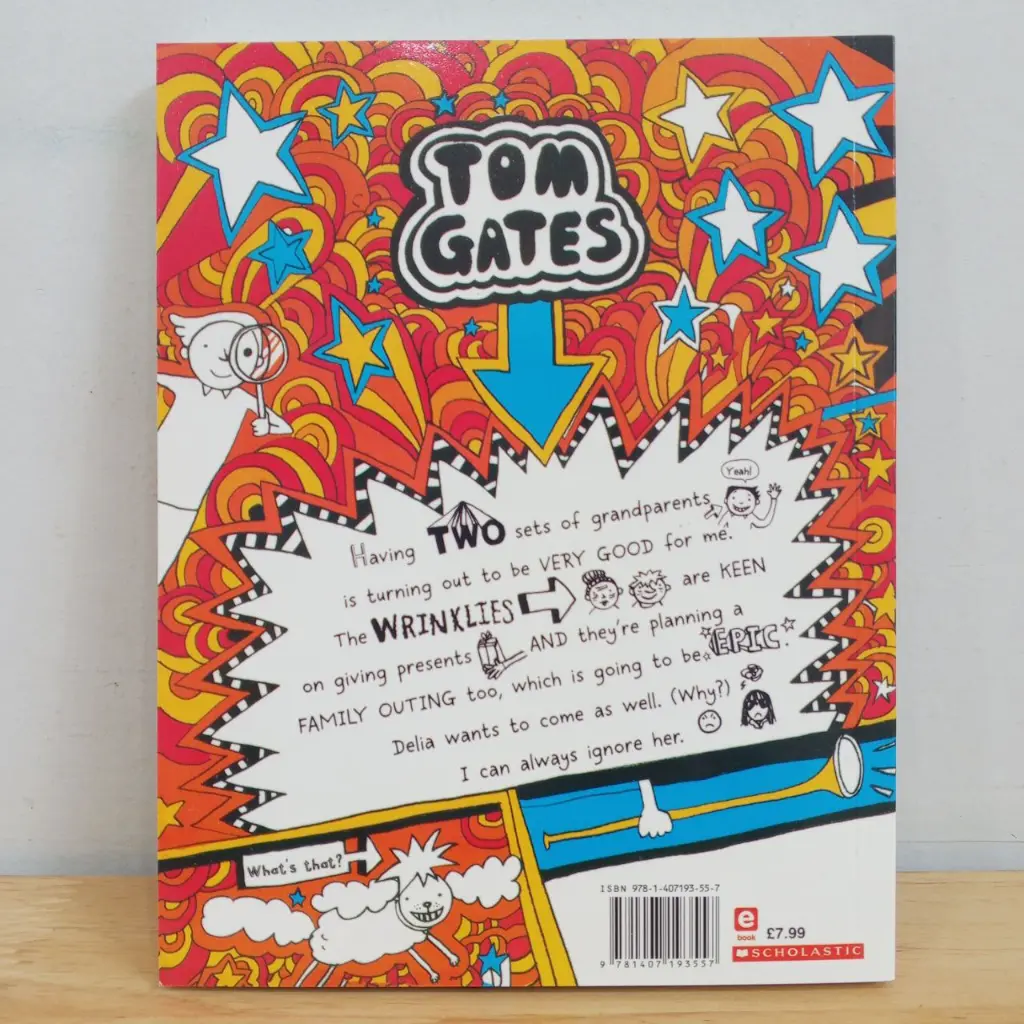 TOM
GATES
Yeah!
Having TWO sets of grandparents
is turning out to be VERY GOOD for me.
The WRINKLIES are KEEN
on giving presents AND they're planning a
FAMILY OUTING too, which is going to be EPIC.
Delia wants to come as well. (Why?)
I can always ignore her.
What's that?
ISBN 978-1-407193-55-7
e
book
£7.99
SCHOLASTIC
9 781407 193557